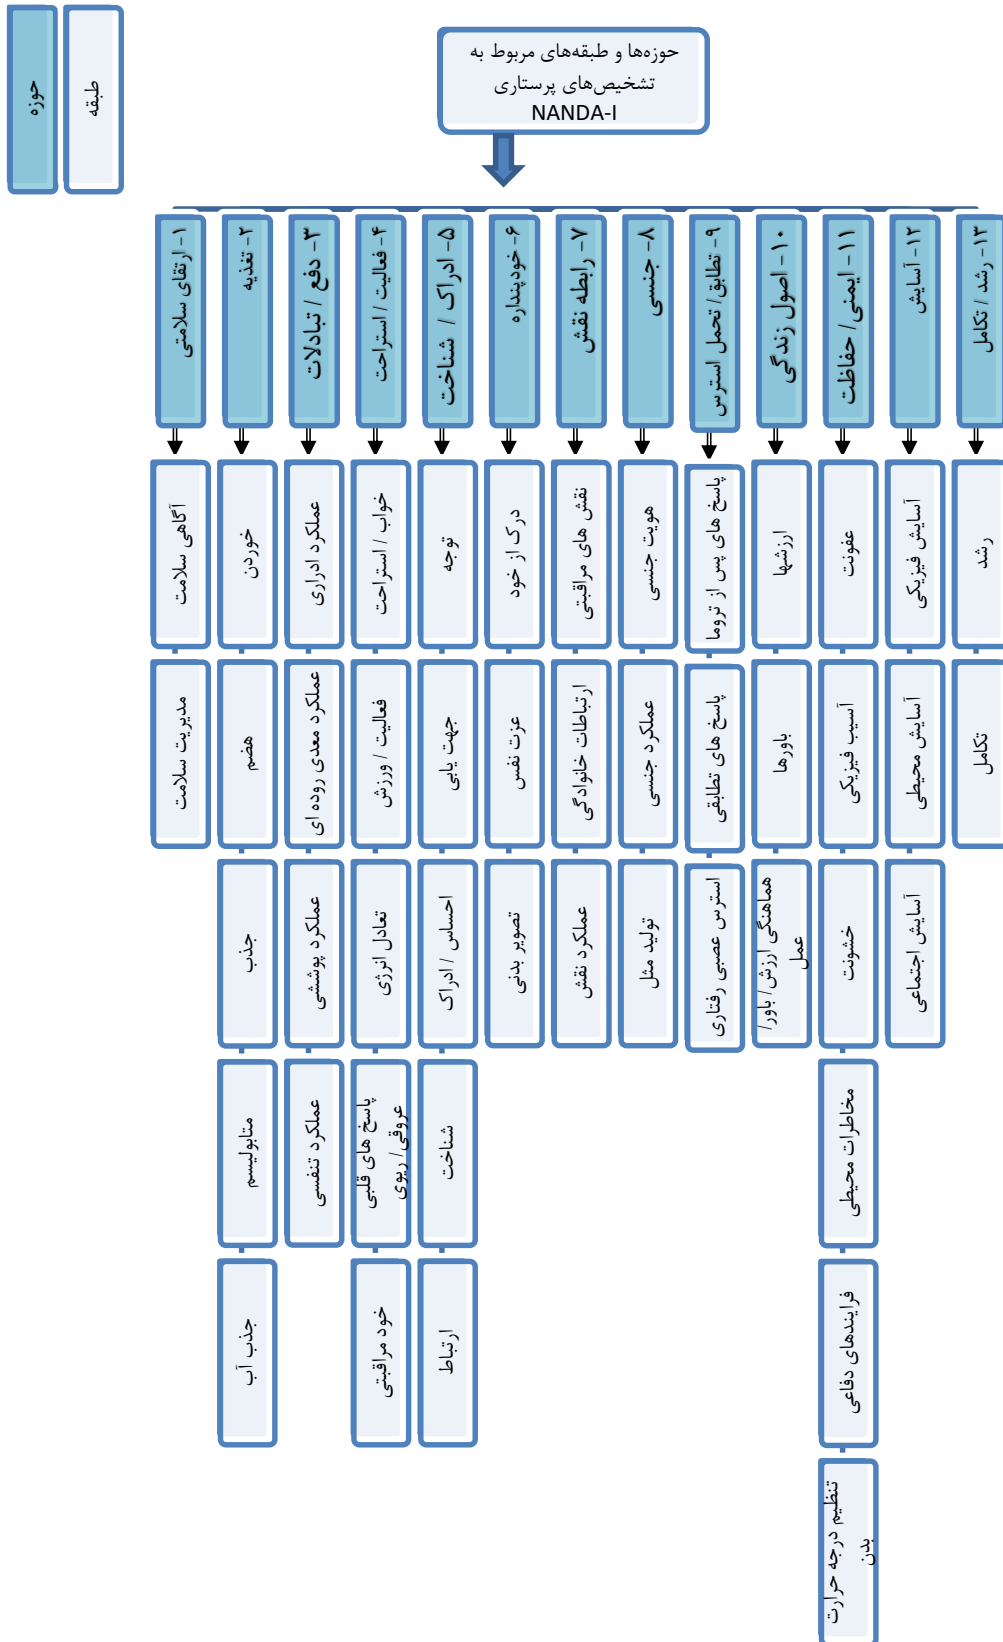 حوزه
طبقه
حوزه‌ها و طبقه‌های مربوط به
تشخیص‌های پرستاری
NANDA-I
۱- ارتقای سلامتی
آگاهی سلامت
مدیریت سلامت
۲- تغذیه
خوردن
هضم
جذب
متابولیسم
جذب آب
۳- دفع / تبادلات
عملکرد ادراری
عملکرد معدی روده ای
عملکرد پوششی
عملکرد تنفسی
۴- فعالیت / استراحت
خواب / استراحت
فعالیت / ورزش
تعادل انرژی
پاسخ های قلبی
عروقی/ ریوی
خود مراقبتی
۵- ادراک / شناخت
توجه
جهت یابی
احساس / ادراک
شناخت
ارتباط
۶- خودپنداره
درک از خود
عزت نفس
تصویر بدنی
۷- رابطه نقش
نقش های مراقبتی
ارتباطات خانوادگی
عملکرد نقش
۸- جنسی
هویت جنسی
عملکرد جنسی
تولید مثل
۹- تطابق/ تحمل استرس
پاسخ های پس از تروما
پاسخ های تطابقی
استرس عصبی رفتاری
۱۰- اصول زندگی
ارزشها
باورها
هماهنگی ارزش/ باور/
عمل
۱۱- ایمنی/ حفاظت
عفونت
آسیب فیزیکی
خشونت
مخاطرات محیطی
فرایندهای دفاعی
تنظیم درجه حرارت
بدن
۱۲- آسایش
آسایش فیزیکی
آسایش محیطی
آسایش اجتماعی
۱۳- رشد / تکامل
رشد
تکامل